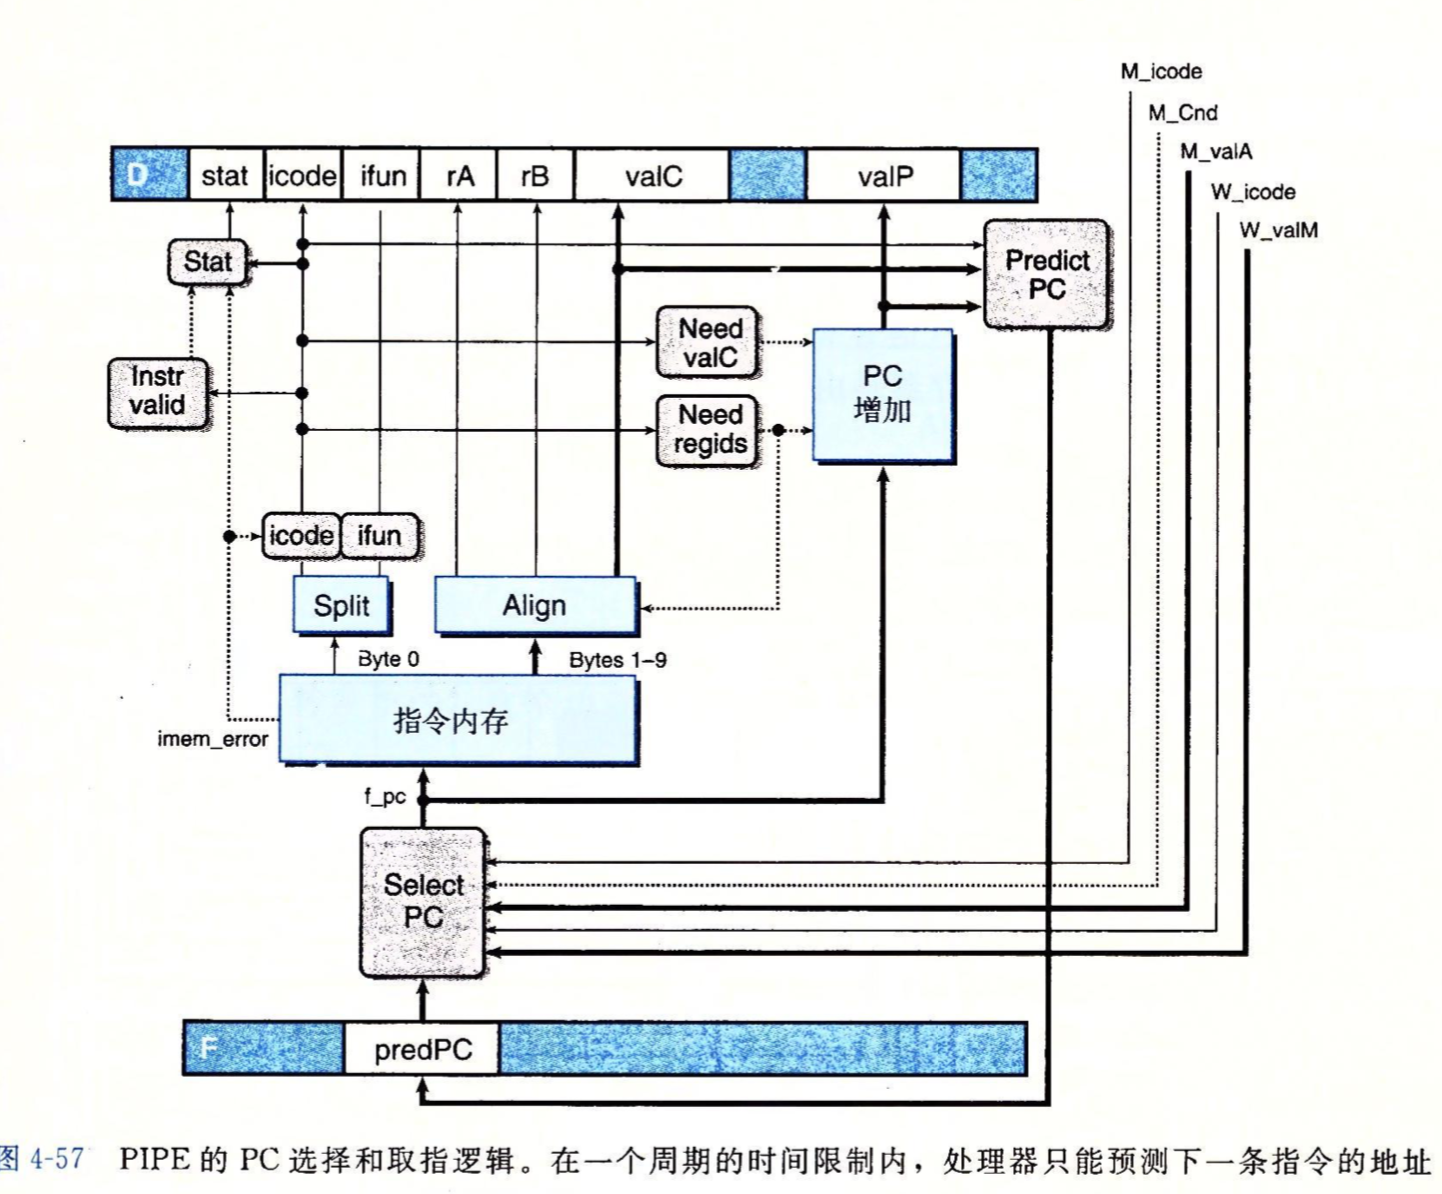 M_icode
M_Cnd
M_valA
W_icode
W_valM
D stat icode ifun rA rB valC valP
Stat
Predict
PC
Need
valC
Instr
valid
PC
增加
Need
regids
icode ifun
Split
Align
Byte 0
Bytes 1–9
指令内存
imem_error
f_pc
Select
PC
F predPC
图 4-57 PIPE 的 PC 选择和取指逻辑。在一个周期的时间限制内，处理器只能预测下一条指令的地址